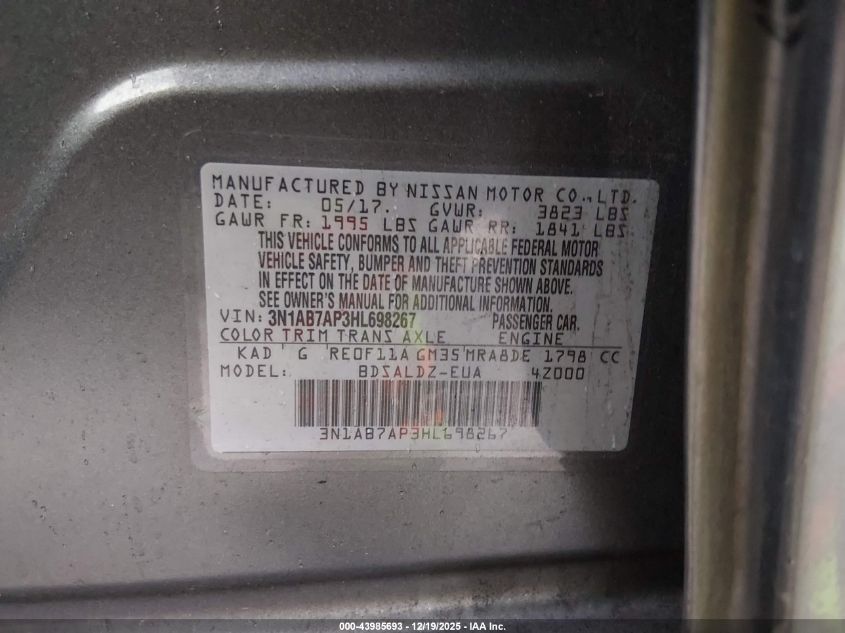 MANUFACTURED BY NISSAN MOTOR CO., LTD.
DATE: 05/17. GVWR: 3823 LBS
GAWR FR: 1995 LBS GAWR RR: 1841 LBS
THIS VEHICLE CONFORMS TO ALL APPLICABLE FEDERAL MOTOR
VEHICLE SAFETY, BUMPER AND THEFT PREVENTION STANDARDS
IN EFFECT ON THE DATE OF MANUFACTURE SHOWN ABOVE.
SEE OWNER'S MANUAL FOR ADDITIONAL INFORMATION.
VIN: 3N1AB7AP3HL698267 PASSENGER CAR.
COLOR TRIM TRANS AXLE ENGINE
KAD G RE0F11A GM35 MRA8DE 1798 CC
MODEL: BDSALDZ-EUA 4Z000
3N1AB7AP3HL698267
000-43985693 - 12/19/2025 - IAA Inc.